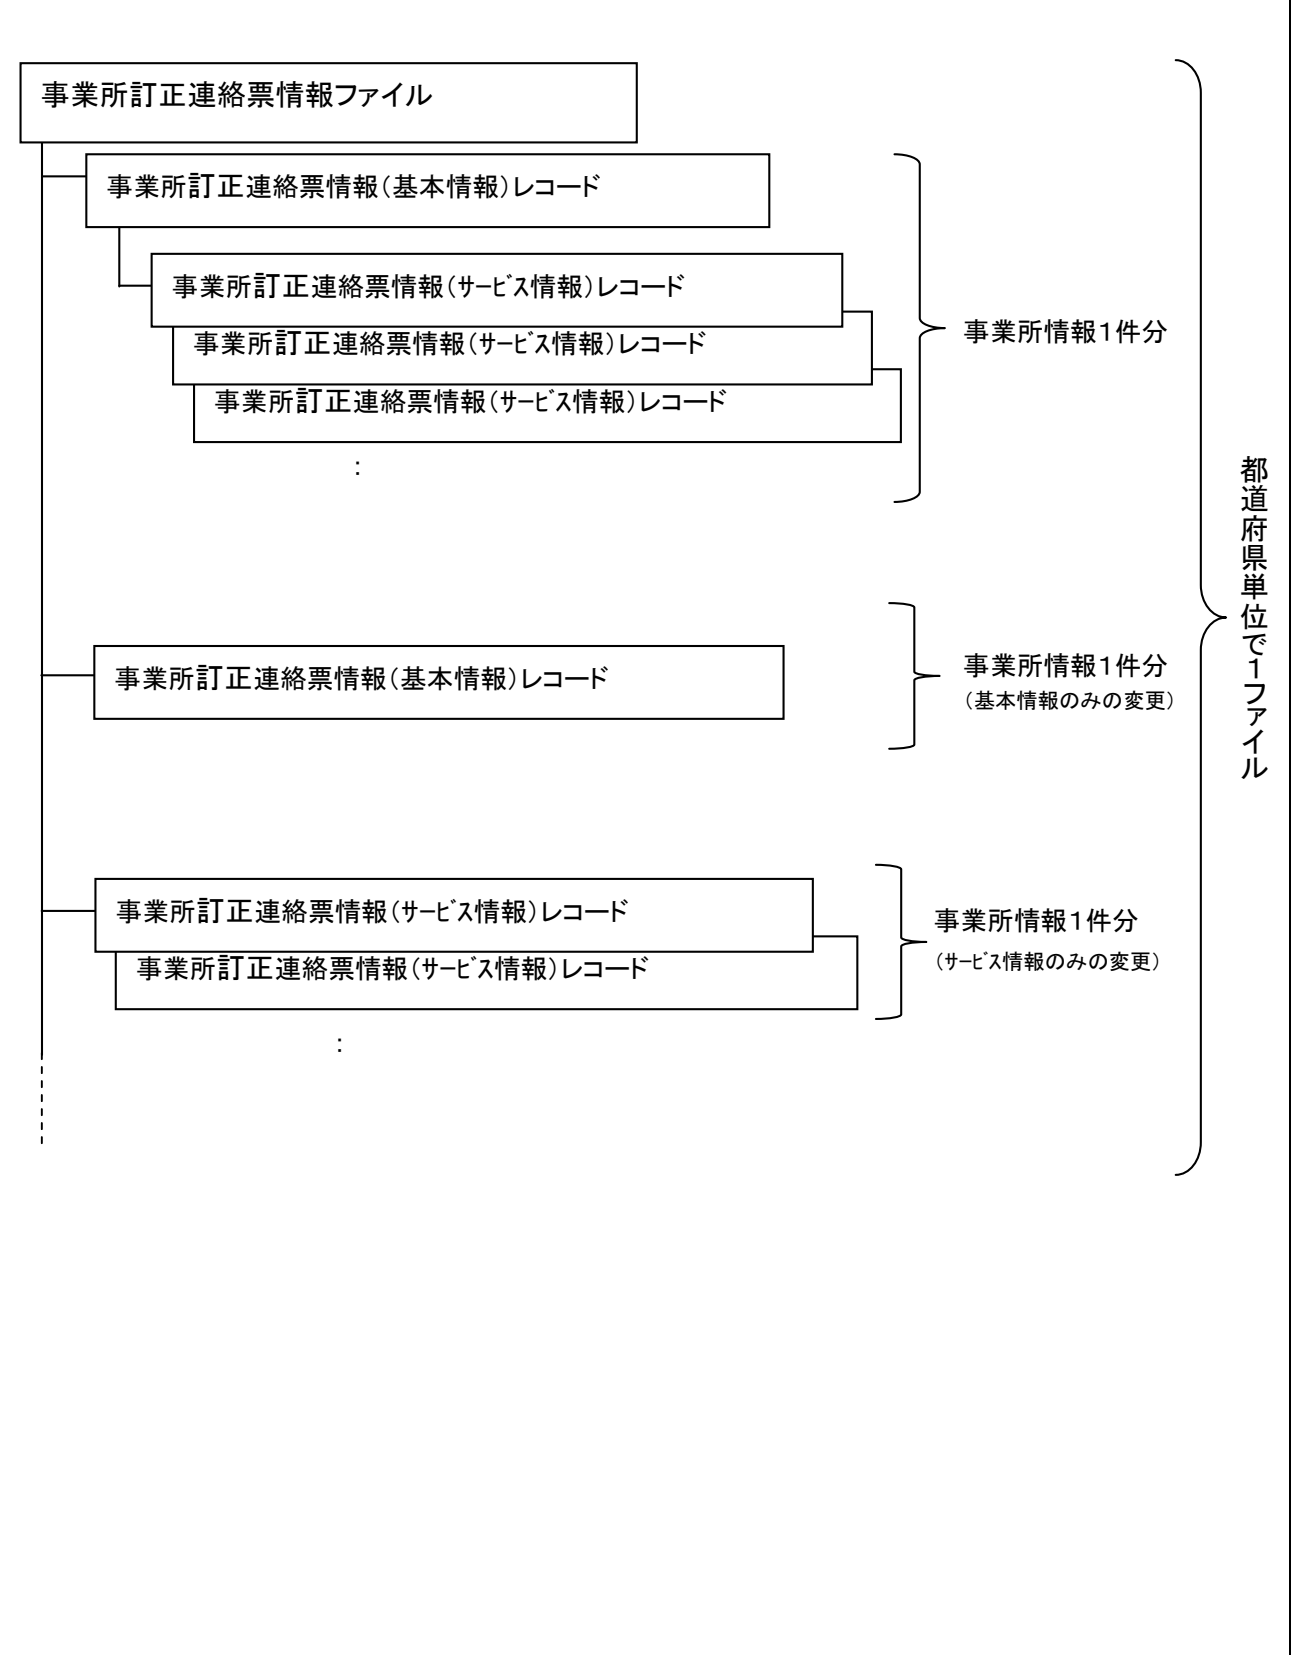 事業所訂正連絡票情報ファイル
事業所訂正連絡票情報（基本情報）レコード
事業所訂正連絡票情報（ｻｰﾋﾞｽ情報）レコード
事業所訂正連絡票情報（ｻｰﾋﾞｽ情報）レコード
事業所訂正連絡票情報（ｻｰﾋﾞｽ情報）レコード
：
事業所情報１件分
事業所訂正連絡票情報（基本情報）レコード
事業所情報１件分
（基本情報のみの変更）
事業所訂正連絡票情報（ｻｰﾋﾞｽ情報）レコード
事業所訂正連絡票情報（ｻｰﾋﾞｽ情報）レコード
：
事業所情報１件分
（ｻｰﾋﾞｽ情報のみの変更）
都道府県単位で１ファイル